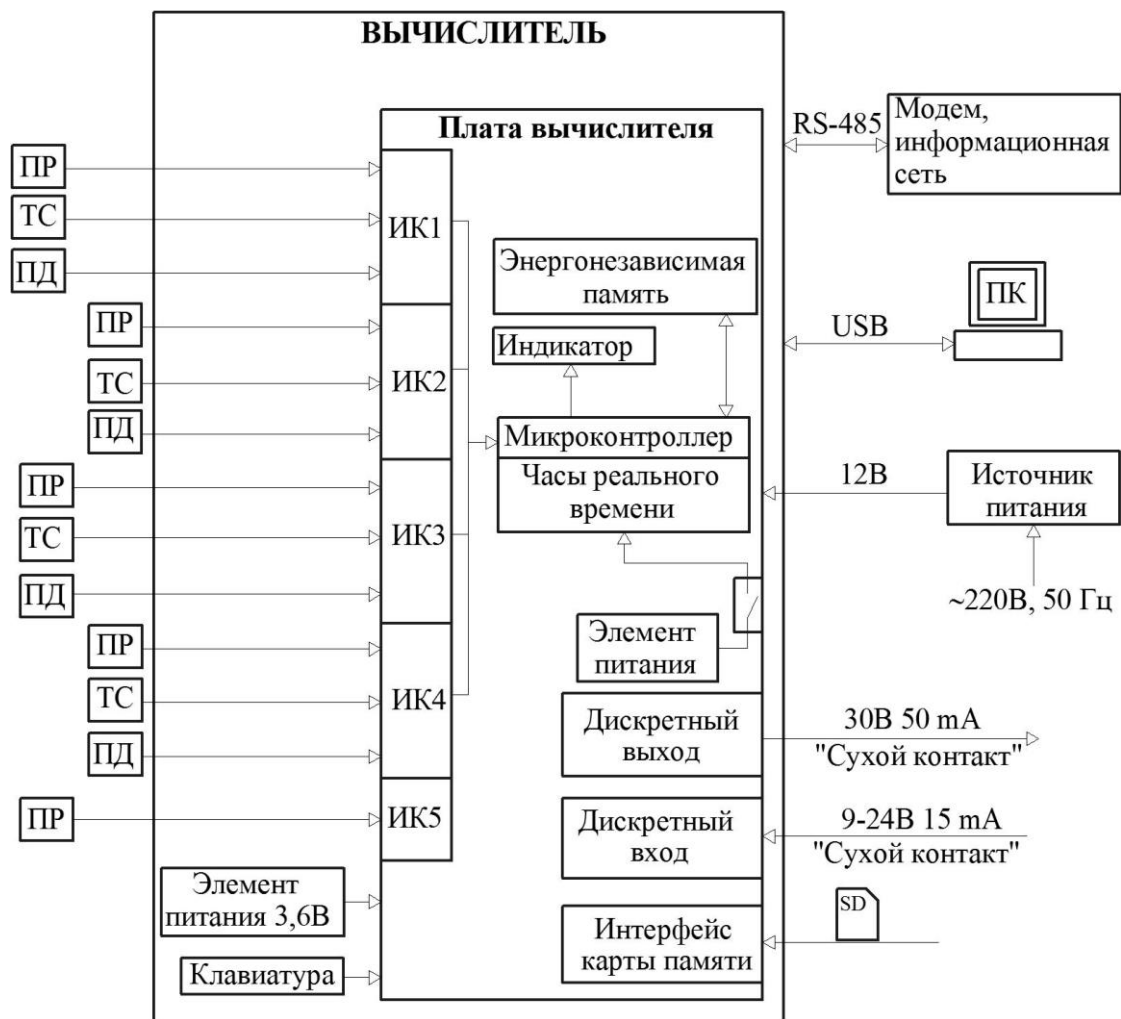 ВЫЧИСЛИТЕЛЬ
Плата вычислителя
ПР
ТС
ПД
ИК1
ПР
ТС
ПД
ИК2
ПР
ТС
ПД
ИК3
ПР
ТС
ПД
ИК4
ПР
ИК5
Элемент
питания 3,6В
Клавиатура
Энергонезависимая
память
Индикатор
Микроконтроллер
Часы реального
времени
Элемент
питания
Дискретный
выход
Дискретный
вход
Интерфейс
карты памяти
RS-485
Модем,
информационная
сеть
USB
ПК
12В
Источник
питания
~220В, 50 Гц
30В 50 mA
"Сухой контакт"
9-24В 15 mA
"Сухой контакт"
SD